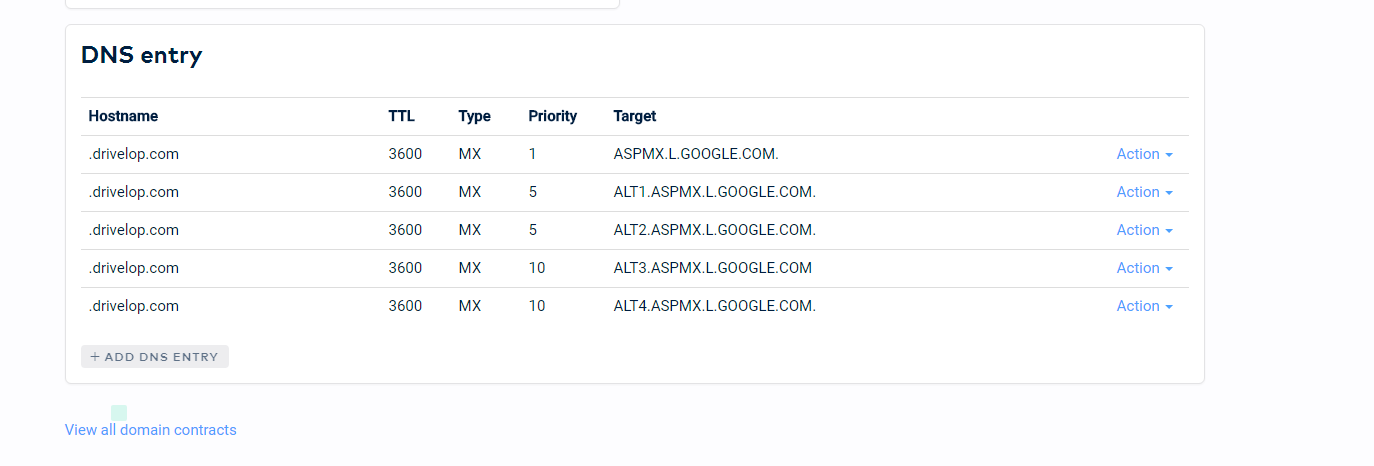 DNS entry
Hostname TTL Type Priority Target
.drivelop.com 3600 MX 1 ASPMX.L.GOOGLE.COM. Action
.drivelop.com 3600 MX 5 ALT1.ASPMX.L.GOOGLE.COM. Action
.drivelop.com 3600 MX 5 ALT2.ASPMX.L.GOOGLE.COM. Action
.drivelop.com 3600 MX 10 ALT3.ASPMX.L.GOOGLE.COM Action
.drivelop.com 3600 MX 10 ALT4.ASPMX.L.GOOGLE.COM. Action
+ ADD DNS ENTRY
View all domain contracts